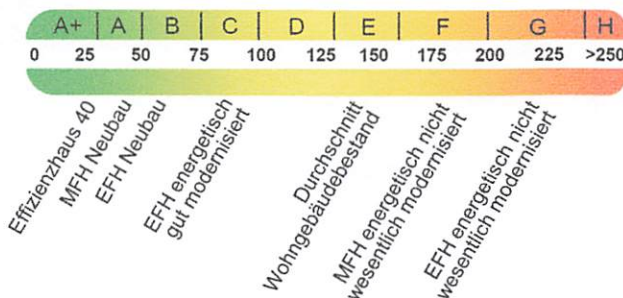 A+ A B C D E F G H
0 25 50 75 100 125 150 175 200 225 >250
Effizienzhaus 40
MFH Neubau
EFH Neubau
EFH energetisch
gut modernisiert
Durchschnitt
Wohngebäudebestand
MFH energetisch nicht
wesentlich modernisiert
EFH energetisch nicht
wesentlich modernisiert